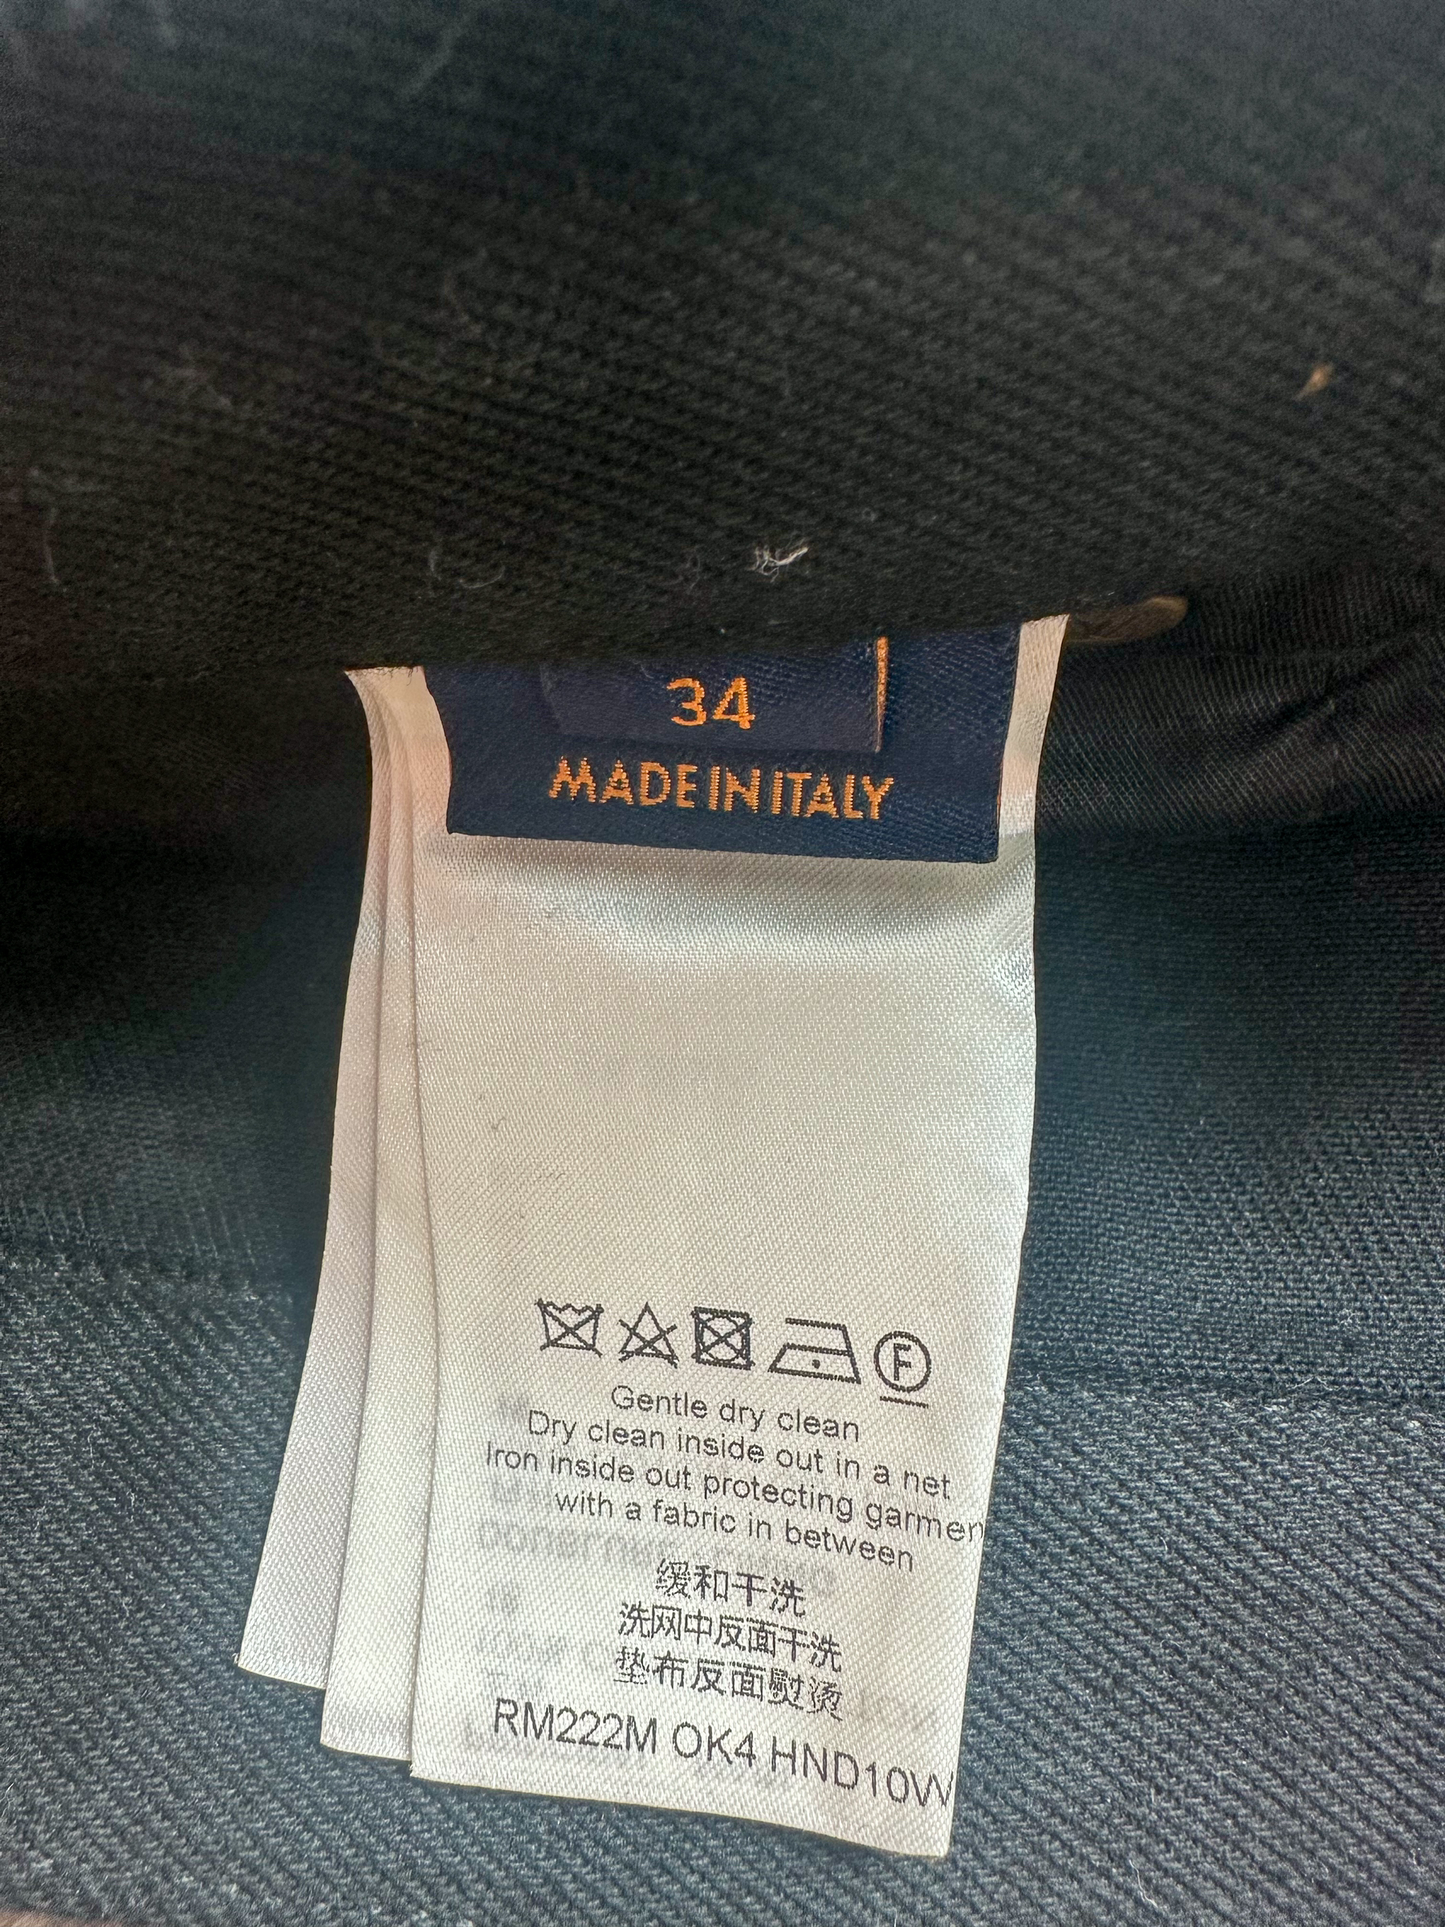 34
MADE IN ITALY
F
Gentle dry clean
Dry clean inside out in a net
Iron inside out protecting garmen
with a fabric in between
缓和干洗
洗网中反面干洗
垫布反面熨烫
RM222M OK4 HND10W